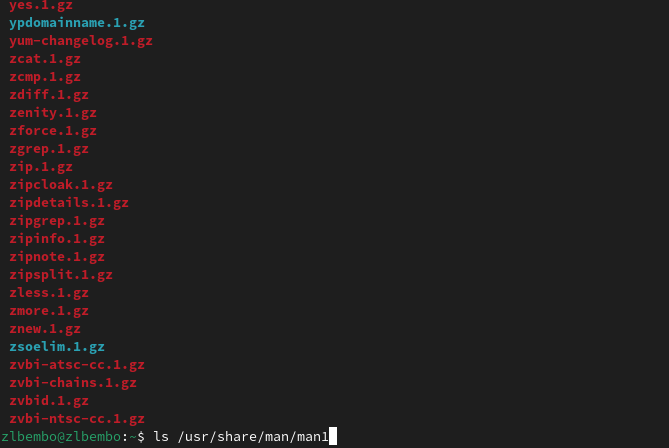 yes.1.gz
ypdomainname.1.gz
yum-changelog.1.gz
zcat.1.gz
zcmp.1.gz
zdiff.1.gz
zenity.1.gz
zforce.1.gz
zgrep.1.gz
zip.1.gz
zipcloak.1.gz
zipdetails.1.gz
zipgrep.1.gz
zipinfo.1.gz
zipnote.1.gz
zipsplit.1.gz
zless.1.gz
zmore.1.gz
znew.1.gz
zsoelim.1.gz
zvbi-atsc-cc.1.gz
zvbi-chains.1.gz
zvbid.1.gz
zvbi-ntsc-cc.1.gz
zlbembo@zlbembo:~$ ls /usr/share/man/man1